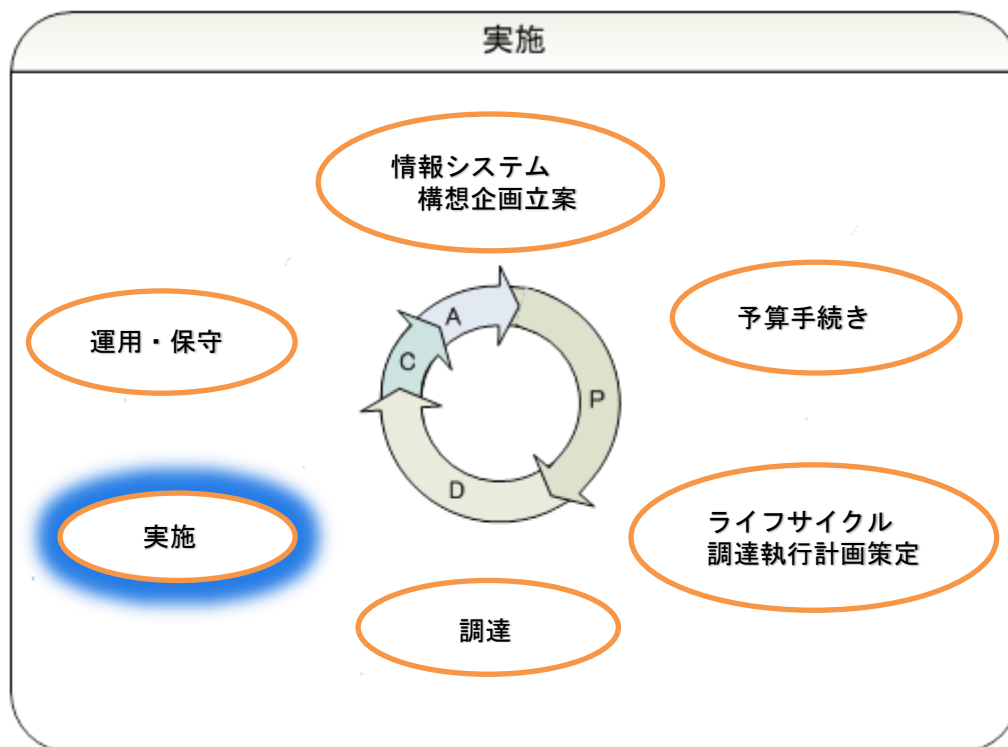 実施
情報システム
構想企画立案
予算手続き
運用・保守
A
C
P
D
ライフサイクル
調達執行計画策定
実施
調達